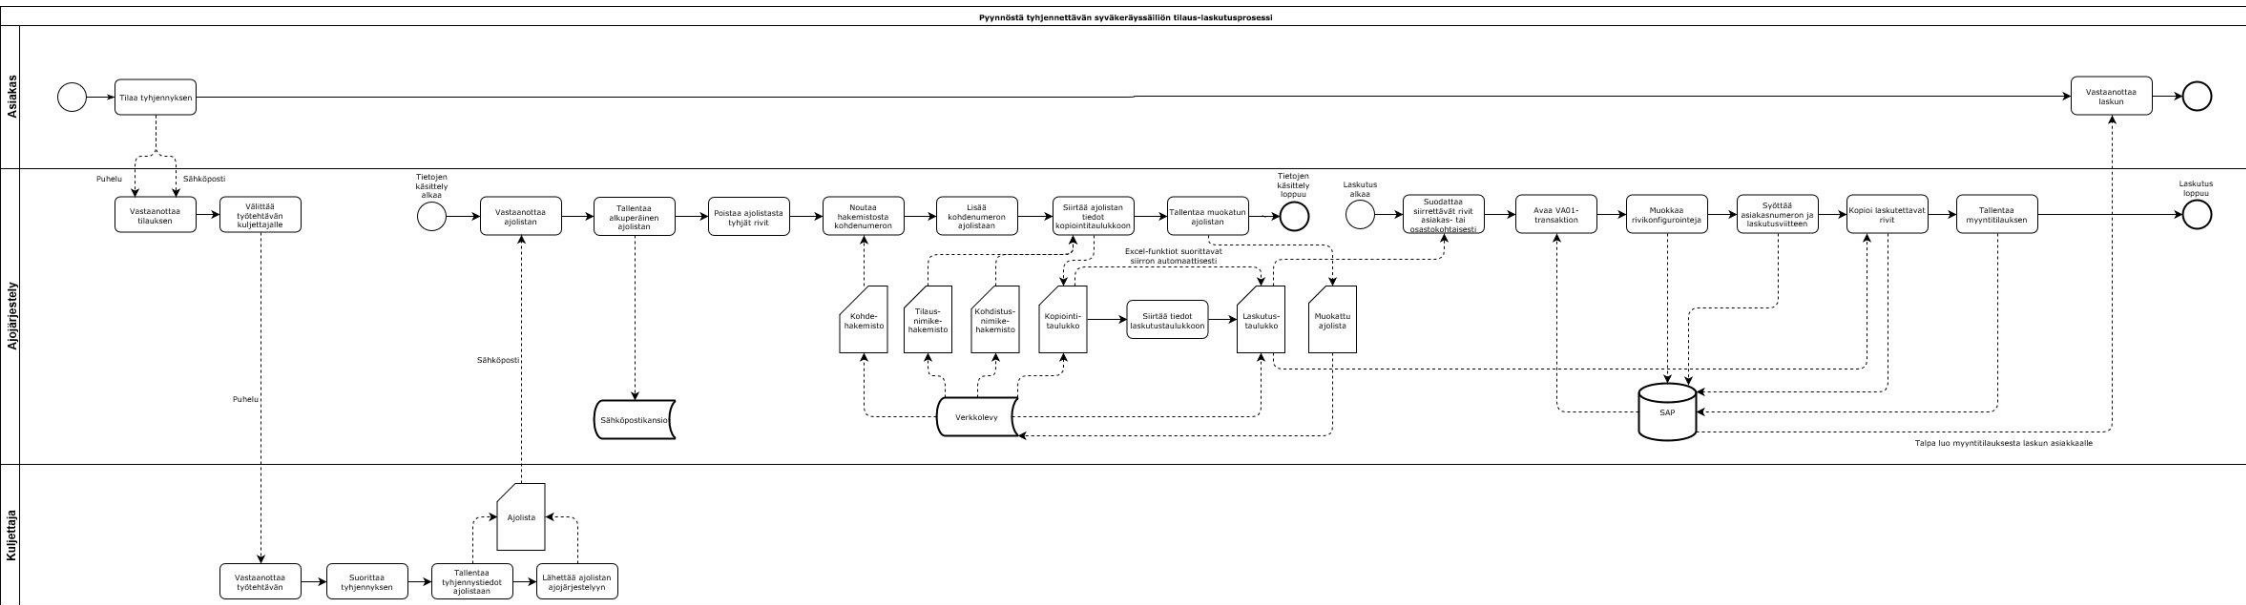 Pyynnöstä tyhjennettävän syväkeräyssäiliön tilaus-laskutusprosessi
Asiakas
Tilaa tyhjennyksen
Vastaanottaa
laskun
Ajojärjestely
Puhelu
Sähköposti
Vastaanottaa
tilauksen
Välittää
työtehtävän
kuljettajalle
Tietojen
käsittely
alkaa
Vastaanottaa
ajolistan
Tallentaa
alkuperäinen
ajolistan
Poistaa ajolistasta
tyhjät rivit
Noutaa
hakemistosta
kohdenumeron
Lisää
kohdenumeron
ajolistaan
Siirtää ajolistan
tiedot
kopiointitaulukkoon
Tallentaa muokatun
ajolistan
Tietojen
käsittely
loppuu
Laskutus
alkaa
Suodattaa
siirrettävät rivit
asiakas- tai
osastokohtaisesti
Avaa VA01-
transaktion
Muokkaa
rivikonfigurointeja
Syöttää
asiakasnumeron ja
laskutusviitteen
Kopioi laskutettavat
rivit
Tallentaa
myyntitilauksen
Laskutus
loppuu
Excel-funktiot suorittavat
siirron automaattisesti
Kohde-
hakemisto
Tilaus-
nimike-
hakemisto
Kohdistus-
nimike-
hakemisto
Kopiointi-
taulukko
Siirtää tiedot
laskutustaulukkoon
Laskutus-
taulukko
Muokattu
ajolista
Sähköposti
Puhelu
Sähköpostikansio
Verkkolevy
SAP
Talpa luo myyntitilauksesta laskun asiakkaalle
Kuljettaja
Ajolista
Vastaanottaa
työtehtävän
Suorittaa
tyhjennyksen
Tallentaa
tyhjennystiedot
ajolistaan
Lähettää ajolistan
ajojärjestelyyn